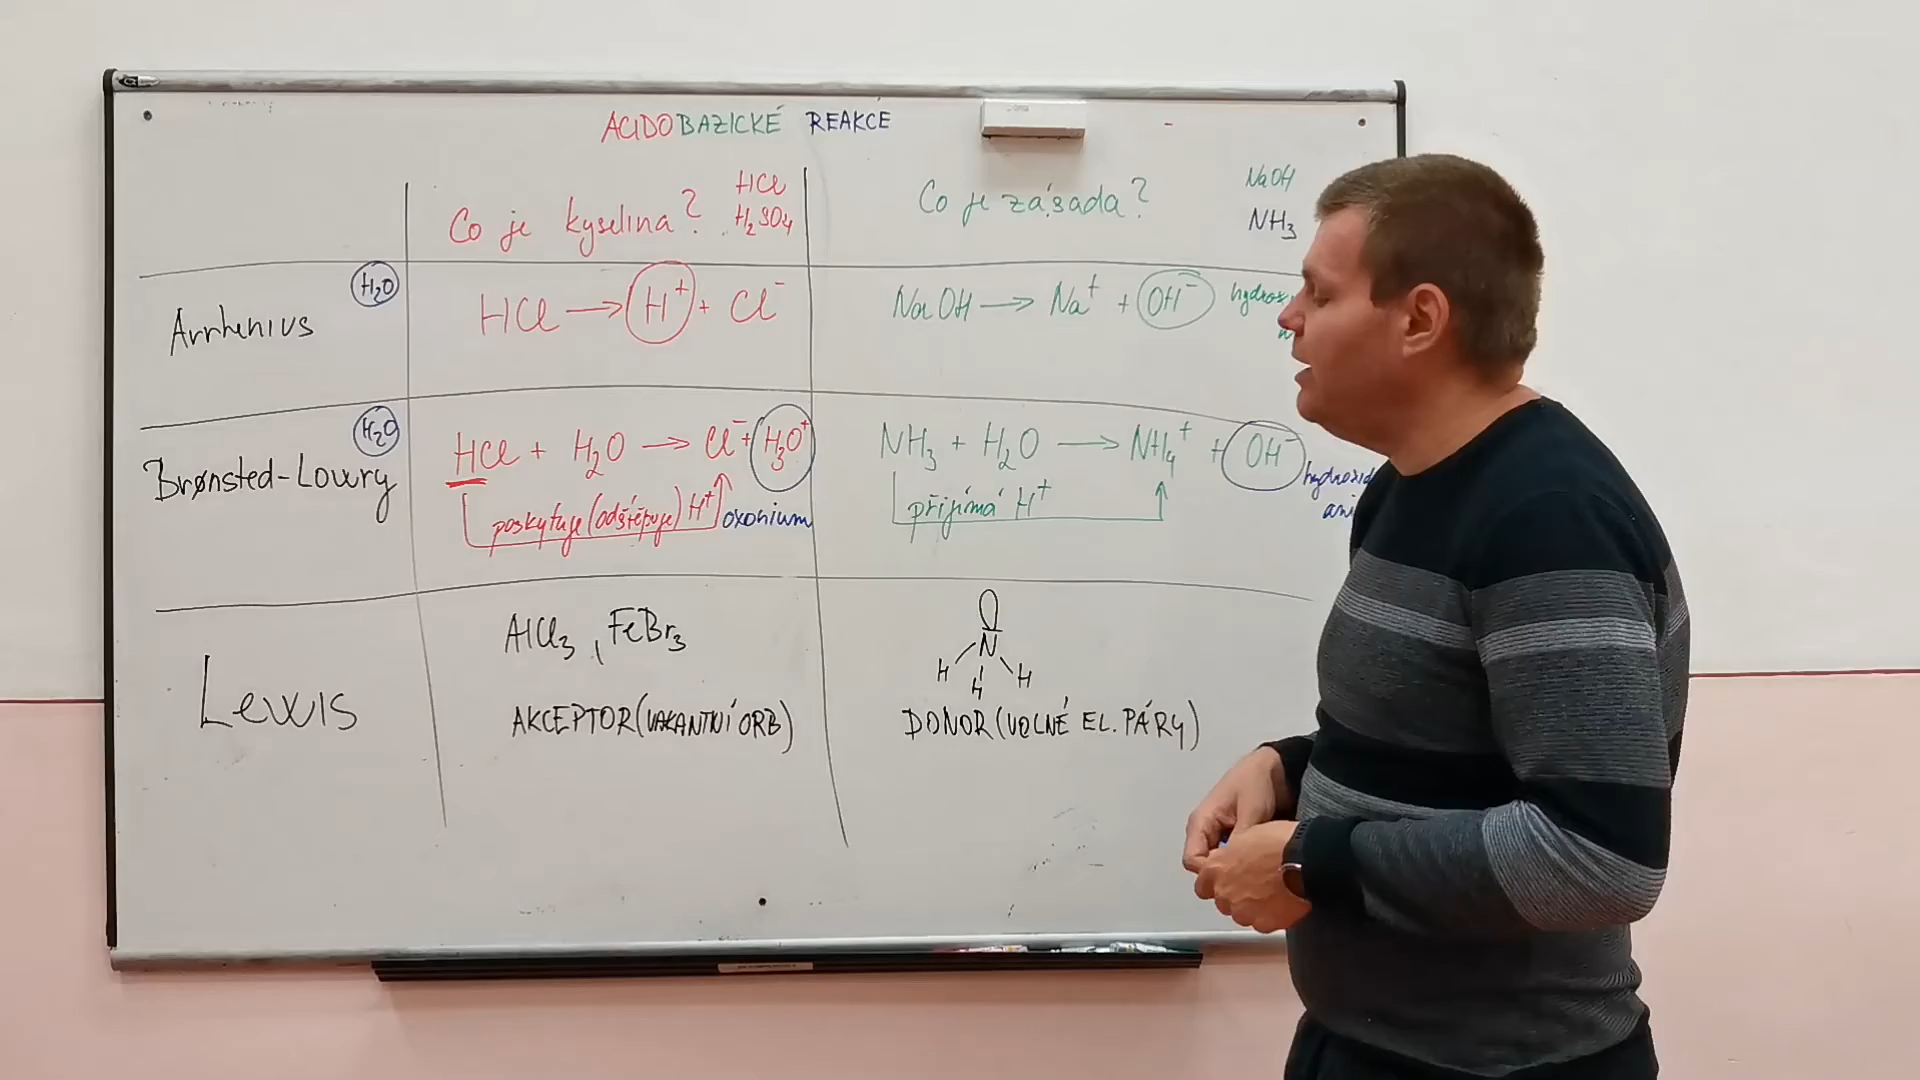 ACIDOBAZICKÉ REAKCE
Co je kyselina?
HCl
H₂SO₄
Co je zásada?
NaOH
NH₃
Arrhenius
H₂O
HCl → H⁺ + Cl⁻
NaOH → Na⁺ + OH⁻
Brønsted-Lowry
H₂O
HCl + H₂O → Cl⁻ + H₃O⁺
poskytuje (odštěpuje) H⁺
oxonium
NH₃ + H₂O → NH₄⁺ + OH⁻
přijímá H⁺
Lewis
AlCl₃, FeBr₃
AKCEPTOR (VAKANTNÍ ORB)
N
H H H
DONOR (VOLNÉ EL. PÁRY)